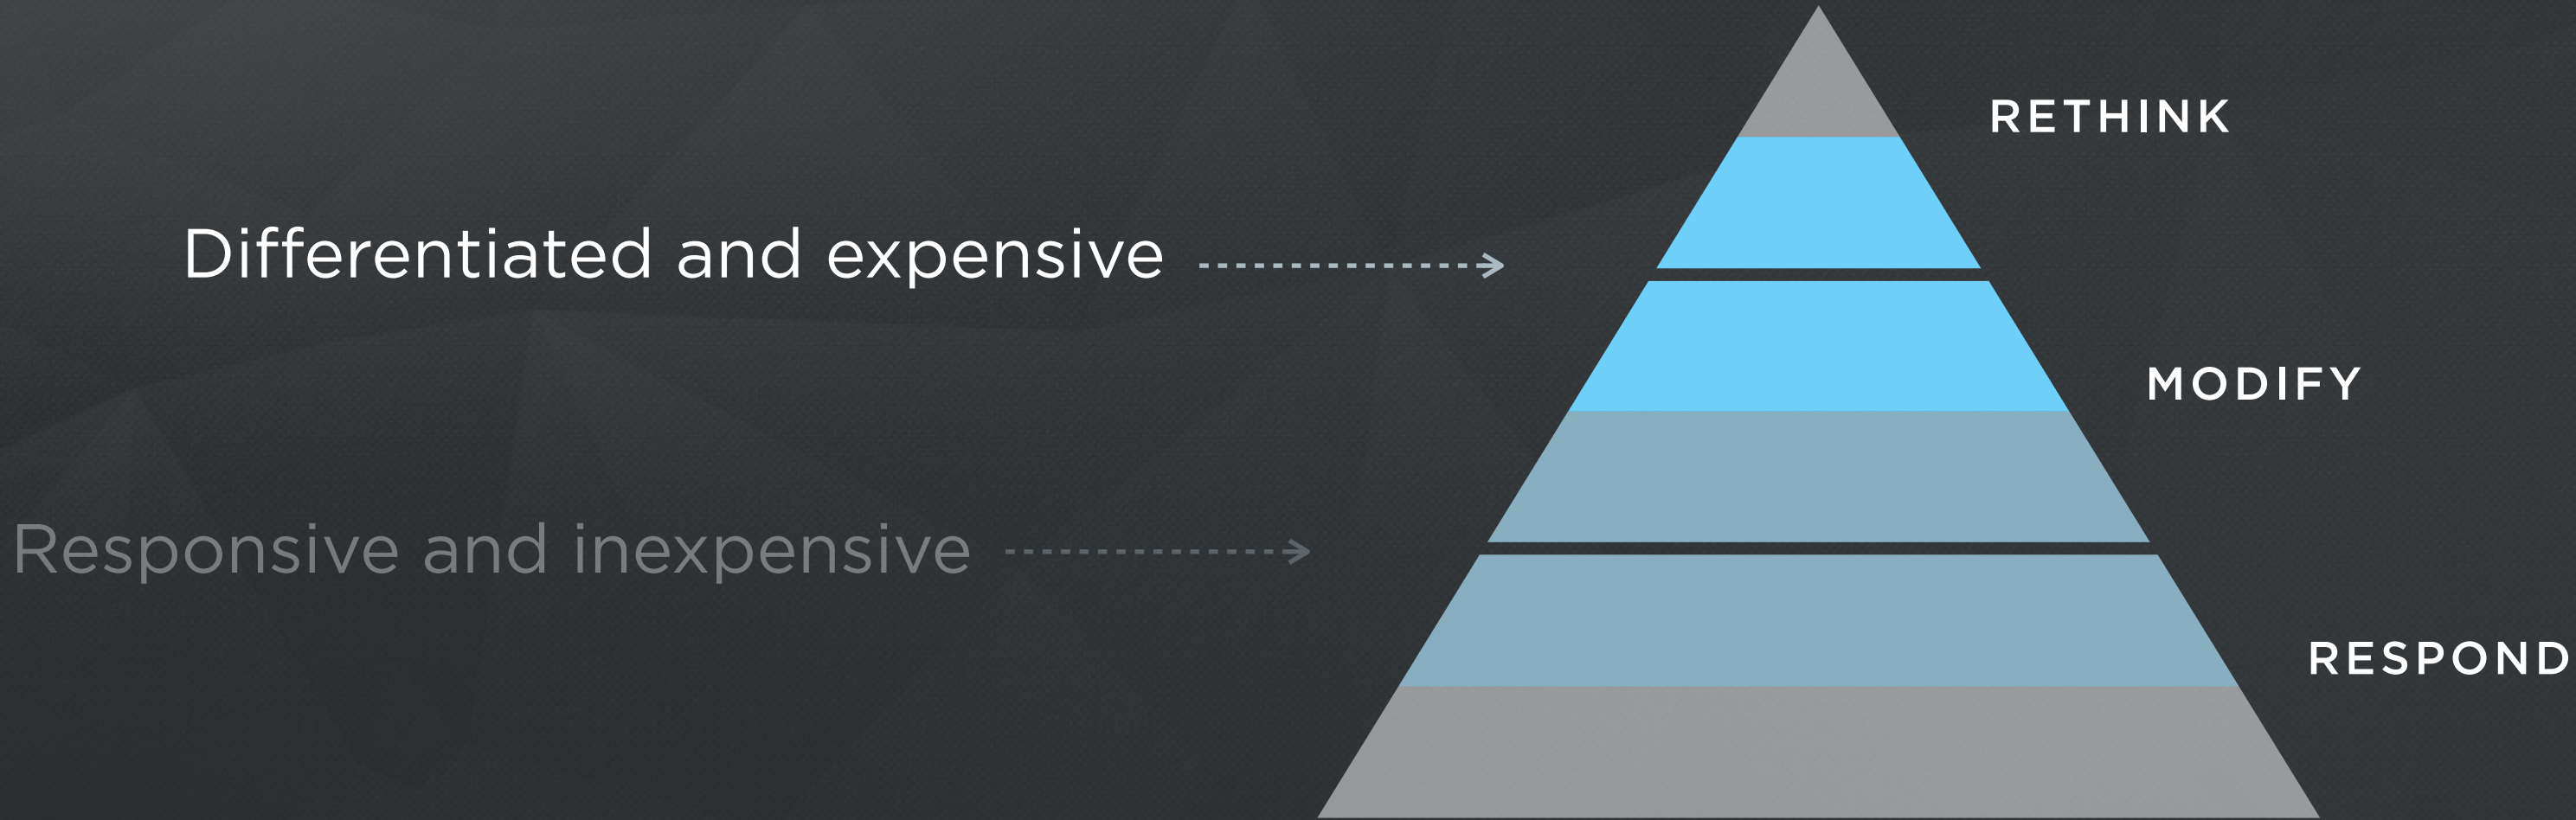 RETHINK
Differentiated and expensive
MODIFY
Responsive and inexpensive
RESPOND